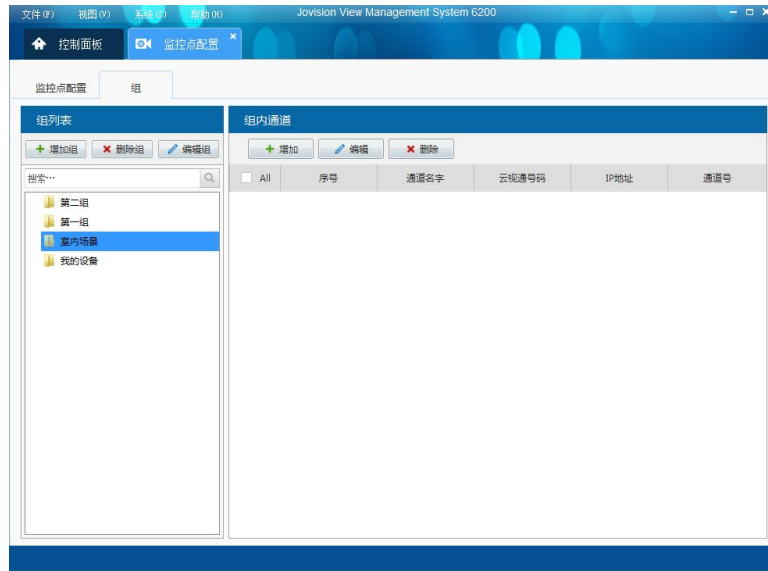 文件(F) 视图(V) 系统(S) 帮助(H) Jovision View Management System 6200
控制面板 监控点配置
监控点配置 组
组列表 组内通道
增加组 删除组 编辑组 增加 编辑 删除
搜索… All 序号 通道名字 云视通号码 IP地址 通道号
第二组
第一组
室内场景
我的设备